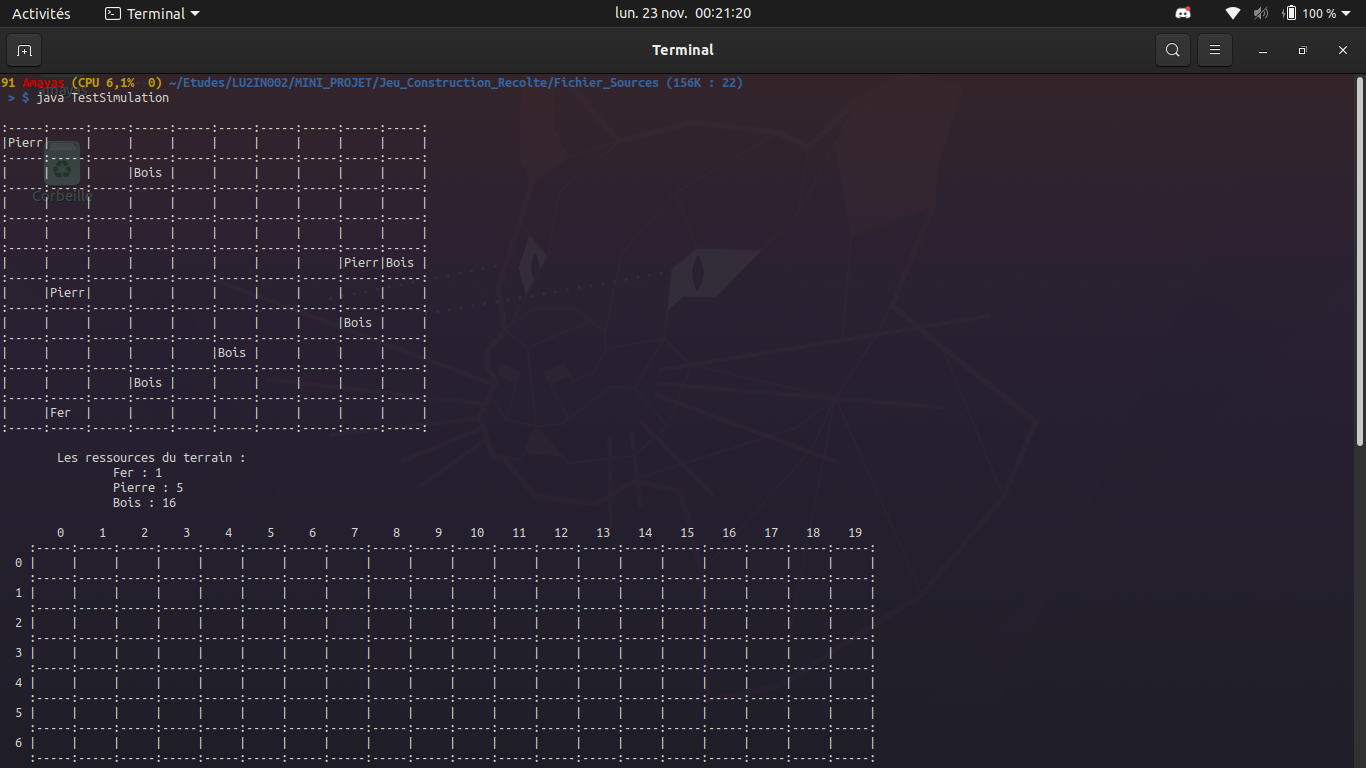 Activités Terminal lun. 23 nov. 00:21:20 100 %
Terminal
91 Amayas (CPU 6,1% 0) ~/Etudes/LU2IN002/MINI_PROJET/Jeu_Construction_Recolte/Fichier_Sources (156K : 22)
> $ java TestSimulation
:-----:-----:-----:-----:-----:-----:-----:-----:-----:-----:
|Pierr|     |     |     |     |     |     |     |     |     |
:-----:-----:-----:-----:-----:-----:-----:-----:-----:-----:
|     |     |     |Bois |     |     |     |     |     |     |
:-----:-----:-----:-----:-----:-----:-----:-----:-----:-----:
Corbeille
|     |     |     |     |     |     |     |     |     |     |
:-----:-----:-----:-----:-----:-----:-----:-----:-----:-----:
|     |     |     |     |     |     |     |     |     |     |
:-----:-----:-----:-----:-----:-----:-----:-----:-----:-----:
|     |     |     |     |     |     |     |     |Pierr|Bois |
:-----:-----:-----:-----:-----:-----:-----:-----:-----:-----:
|     |Pierr|     |     |     |     |     |     |     |     |
:-----:-----:-----:-----:-----:-----:-----:-----:-----:-----:
|     |     |     |     |     |     |     |     |Bois |     |
:-----:-----:-----:-----:-----:-----:-----:-----:-----:-----:
|     |     |     |     |     |Bois |     |     |     |     |
:-----:-----:-----:-----:-----:-----:-----:-----:-----:-----:
|     |     |     |Bois |     |     |     |     |     |     |
:-----:-----:-----:-----:-----:-----:-----:-----:-----:-----:
|     |Fer  |     |     |     |     |     |     |     |     |
:-----:-----:-----:-----:-----:-----:-----:-----:-----:-----:
Les ressources du terrain :
Fer : 1
Pierre : 5
Bois : 16
0 1 2 3 4 5 6 7 8 9 10 11 12 13 14 15 16 17 18 19
:-----:-----:-----:-----:-----:-----:-----:-----:-----:-----:-----:-----:-----:-----:-----:-----:-----:-----:-----:-----:
0 |     |     |     |     |     |     |     |     |     |     |     |     |     |     |     |     |     |     |     |     |
:-----:-----:-----:-----:-----:-----:-----:-----:-----:-----:-----:-----:-----:-----:-----:-----:-----:-----:-----:-----:
1 |     |     |     |     |     |     |     |     |     |     |     |     |     |     |     |     |     |     |     |     |
:-----:-----:-----:-----:-----:-----:-----:-----:-----:-----:-----:-----:-----:-----:-----:-----:-----:-----:-----:-----:
2 |     |     |     |     |     |     |     |     |     |     |     |     |     |     |     |     |     |     |     |     |
:-----:-----:-----:-----:-----:-----:-----:-----:-----:-----:-----:-----:-----:-----:-----:-----:-----:-----:-----:-----:
3 |     |     |     |     |     |     |     |     |     |     |     |     |     |     |     |     |     |     |     |     |
:-----:-----:-----:-----:-----:-----:-----:-----:-----:-----:-----:-----:-----:-----:-----:-----:-----:-----:-----:-----:
4 |     |     |     |     |     |     |     |     |     |     |     |     |     |     |     |     |     |     |     |     |
:-----:-----:-----:-----:-----:-----:-----:-----:-----:-----:-----:-----:-----:-----:-----:-----:-----:-----:-----:-----:
5 |     |     |     |     |     |     |     |     |     |     |     |     |     |     |     |     |     |     |     |     |
:-----:-----:-----:-----:-----:-----:-----:-----:-----:-----:-----:-----:-----:-----:-----:-----:-----:-----:-----:-----:
6 |     |     |     |     |     |     |     |     |     |     |     |     |     |     |     |     |     |     |     |     |
:-----:-----:-----:-----:-----:-----:-----:-----:-----:-----:-----:-----:-----:-----:-----:-----:-----:-----:-----:-----: